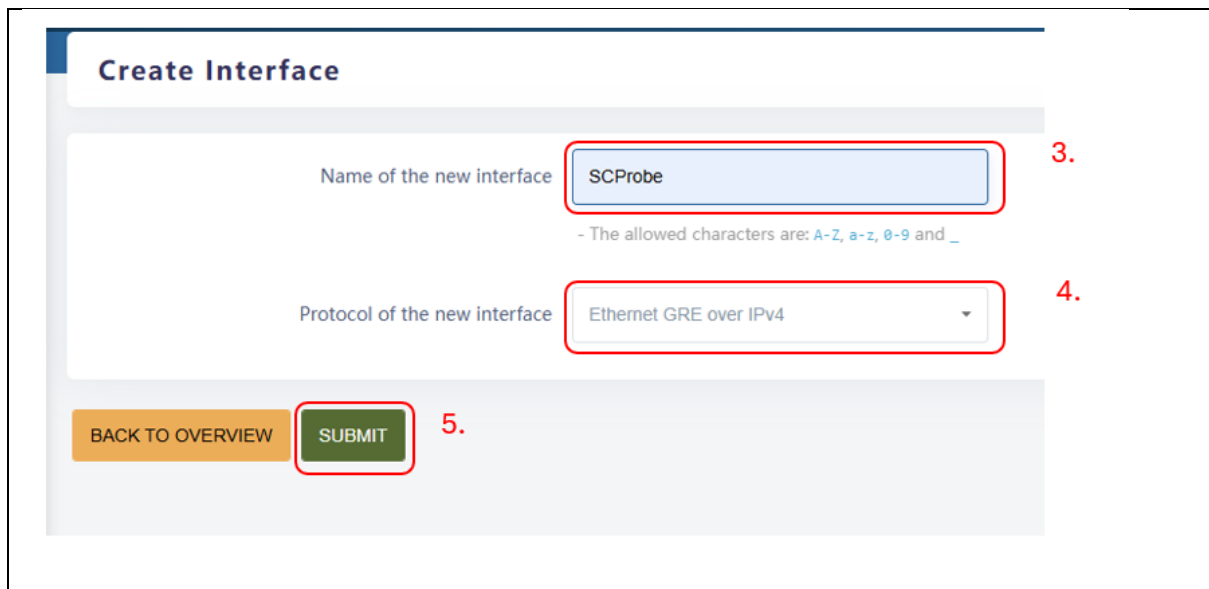 Create Interface
3.
Name of the new interface SCProbe
- The allowed characters are: A-Z, a-z, 0-9 and _
4.
Protocol of the new interface Ethernet GRE over IPv4
BACK TO OVERVIEW SUBMIT 5.